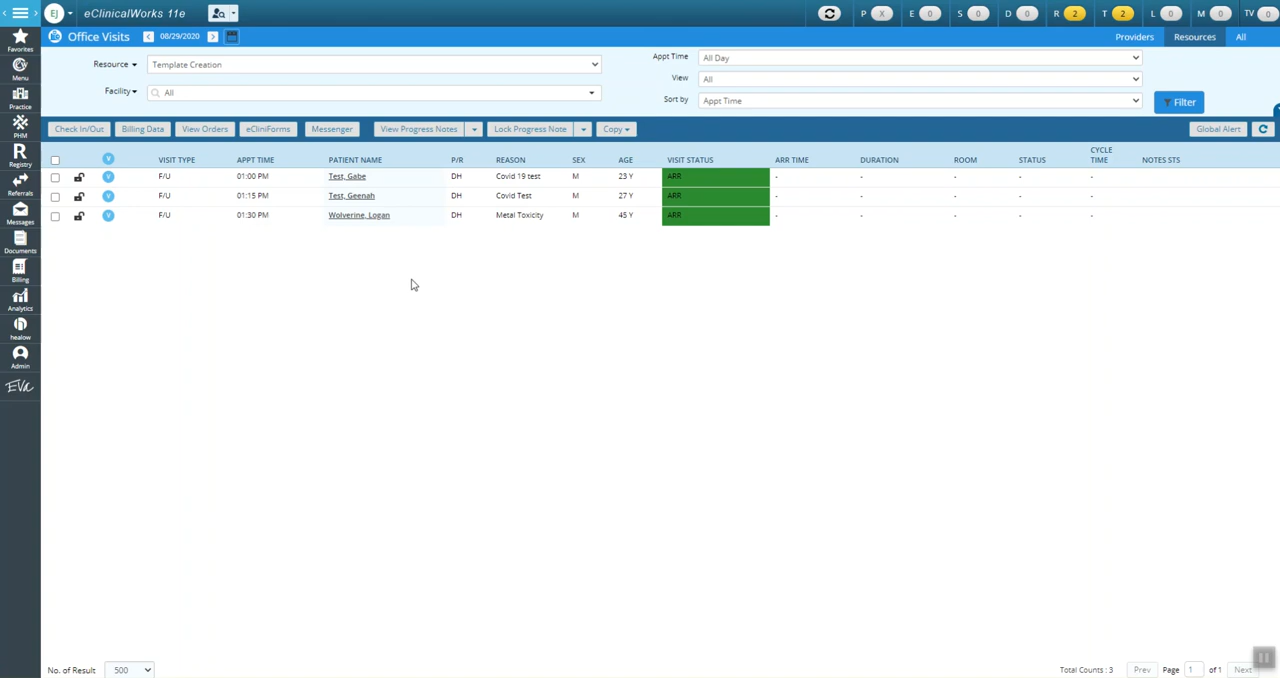 EJ eClinicalWorks 11e P X E 0 S 0 D 0 R 2 T 2 L 0 M 0 TV 0
Office Visits 08/29/2020 Providers Resources All
Favorites
Menu
Practice
PHM
Registry
Referrals
Messages
Documents
Billing
Analytics
healow
Admin
EVA
Resource Template Creation Appt Time All Day
View All
Facility All Sort by Appt Time Filter
Check In/Out Billing Data View Orders eCliniForms Messenger View Progress Notes Lock Progress Note Copy Global Alert
V VISIT TYPE APPT TIME PATIENT NAME P/R REASON SEX AGE VISIT STATUS ARR TIME DURATION ROOM STATUS CYCLE TIME NOTES STS
V F/U 01:00 PM Test, Gabe DH Covid 19 test M 23 Y ARR - - - - -
V F/U 01:15 PM Test, Geenah DH Covid Test M 27 Y ARR - - - - -
V F/U 01:30 PM Wolverine, Logan DH Metal Toxicity M 45 Y ARR - - - - -
No. of Result 500 Total Counts : 3 Prev Page 1 of 1 Next